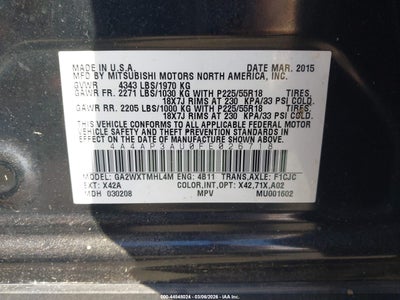 MADE IN U.S.A. DATE MAR. 2015
MFD BY MITSUBISHI MOTORS NORTH AMERICA, INC.
GVWR 4343 LBS/1970 KG
GAWR FR. 2271 LBS/1030 KG WITH P225/55R18 TIRES,
18X7J RIMS AT 230 KPA/33 PSI COLD.
GAWR RR. 2205 LBS/1000 KG WITH P225/55R18 TIRES,
18X7J RIMS AT 230 KPA/33 PSI COLD.
THIS VEHICLE CONFORMS TO ALL APPLICABLE FEDERAL
MOTOR VEHICLE SAFETY STANDARDS IN EFFECT ON THE
DATE OF MANUFACTURE SHOWN ABOVE.
MODEL: GA2WXTMHL4M ENG: 4B11 TRANS,AXLE: F1CJC
EXT: X42A COLOR,INT,OPT: X42,71X,A02
MDH 030208 MPV MU001602